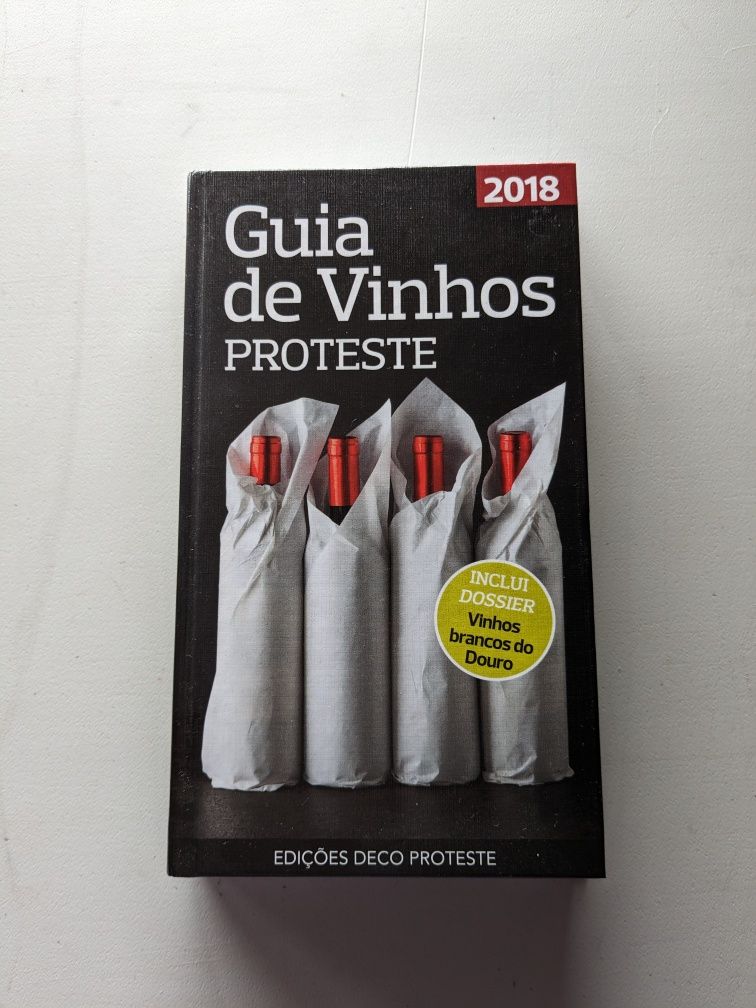 2018
Guia
de Vinhos
PROTESTE
INCLUI
DOSSIER
Vinhos
brancos do
Douro
EDIÇÕES DECO PROTESTE